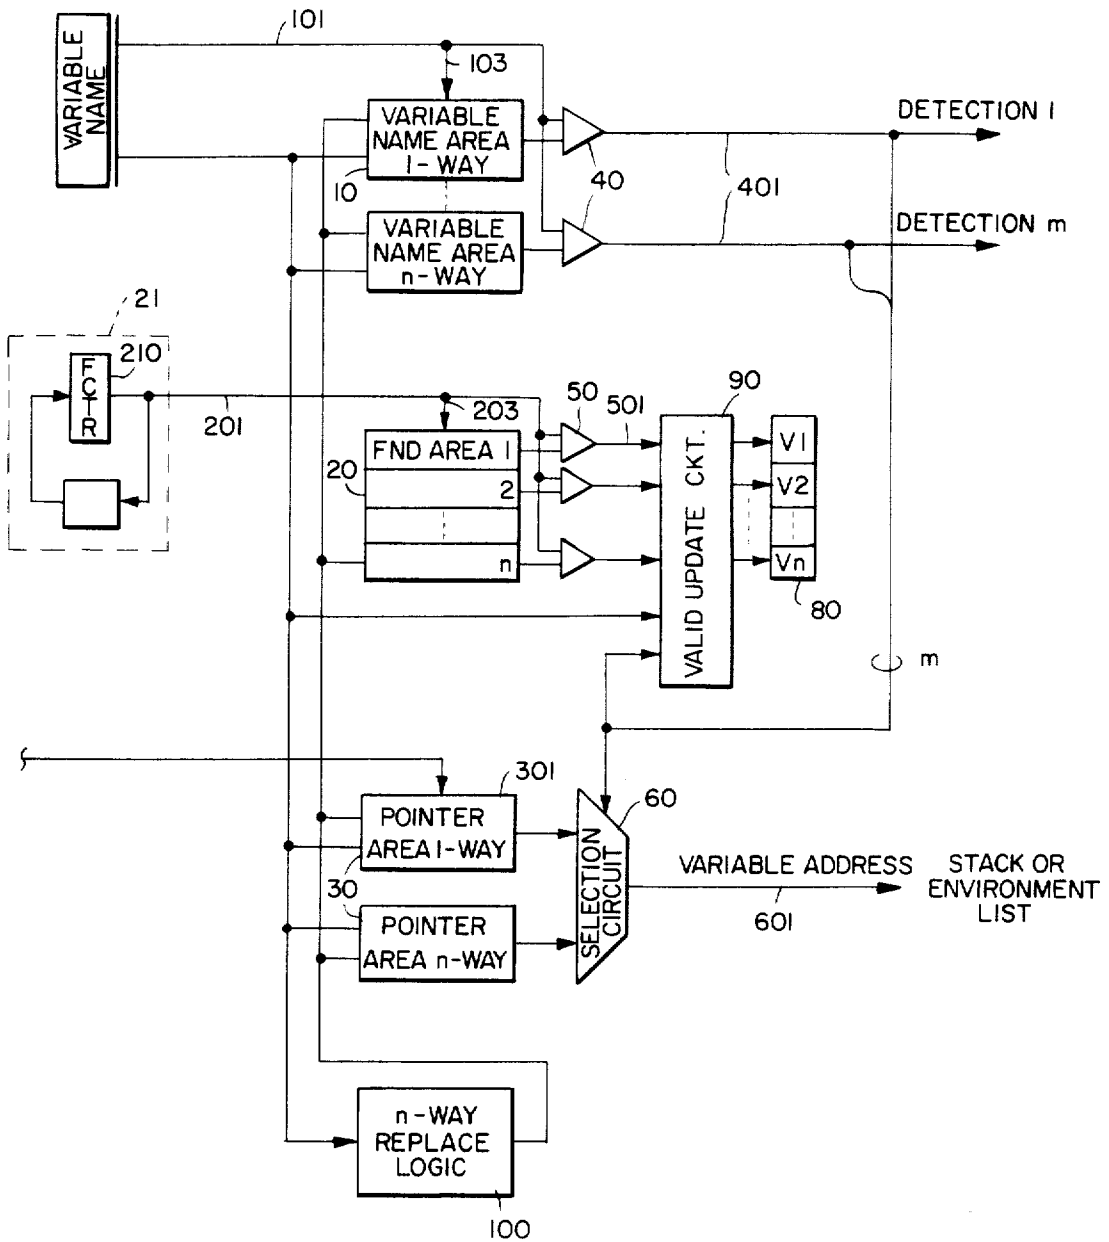 VARIABLE
NAME
101
103
VARIABLE
NAME AREA
1-WAY
10
VARIABLE
NAME AREA
n-WAY
40
401
DETECTION 1
DETECTION m
21
210
FCTR
201
203
FND AREA 1
20
2
n
50
501
90
VALID UPDATE CKT.
V1
V2
Vn
80
m
301
POINTER
AREA 1-WAY
30
POINTER
AREA n-WAY
60
SELECTION
CIRCUIT
VARIABLE ADDRESS
601
STACK OR
ENVIRONMENT
LIST
n-WAY
REPLACE
LOGIC
100